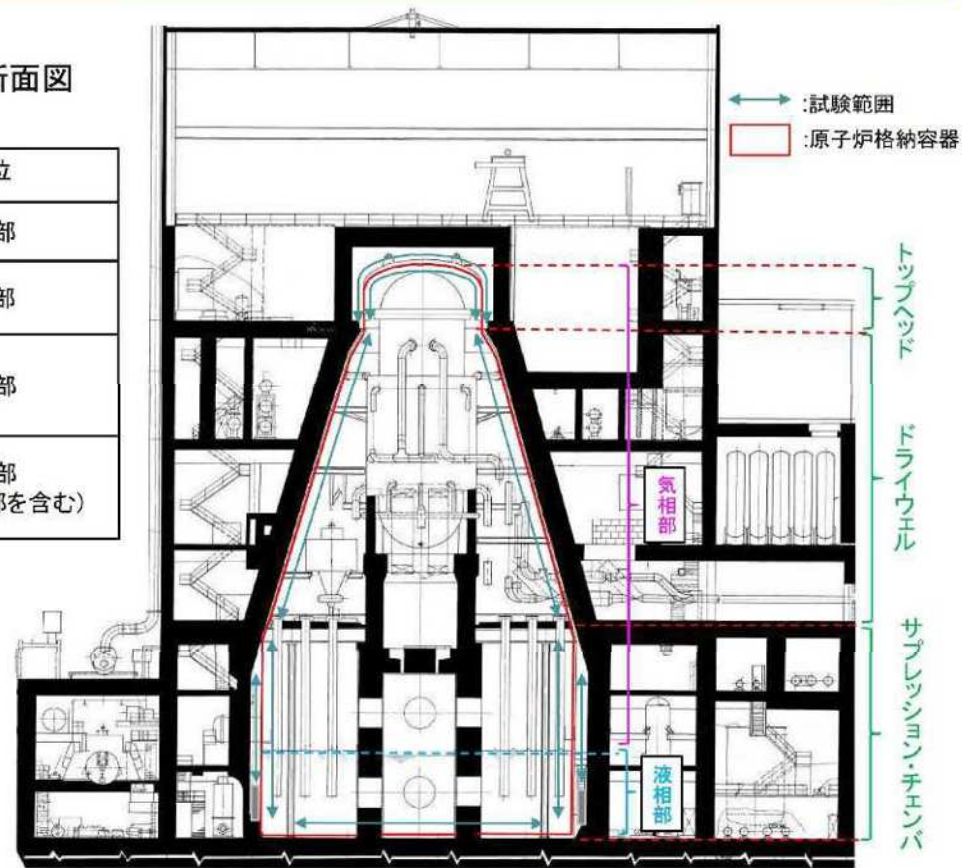 断面図
位
部
部
部
部
部を含む）
:試験範囲
:原子炉格納容器
トップヘッド
ドライウェル
サプレッション・チェンバ
気相部
液相部